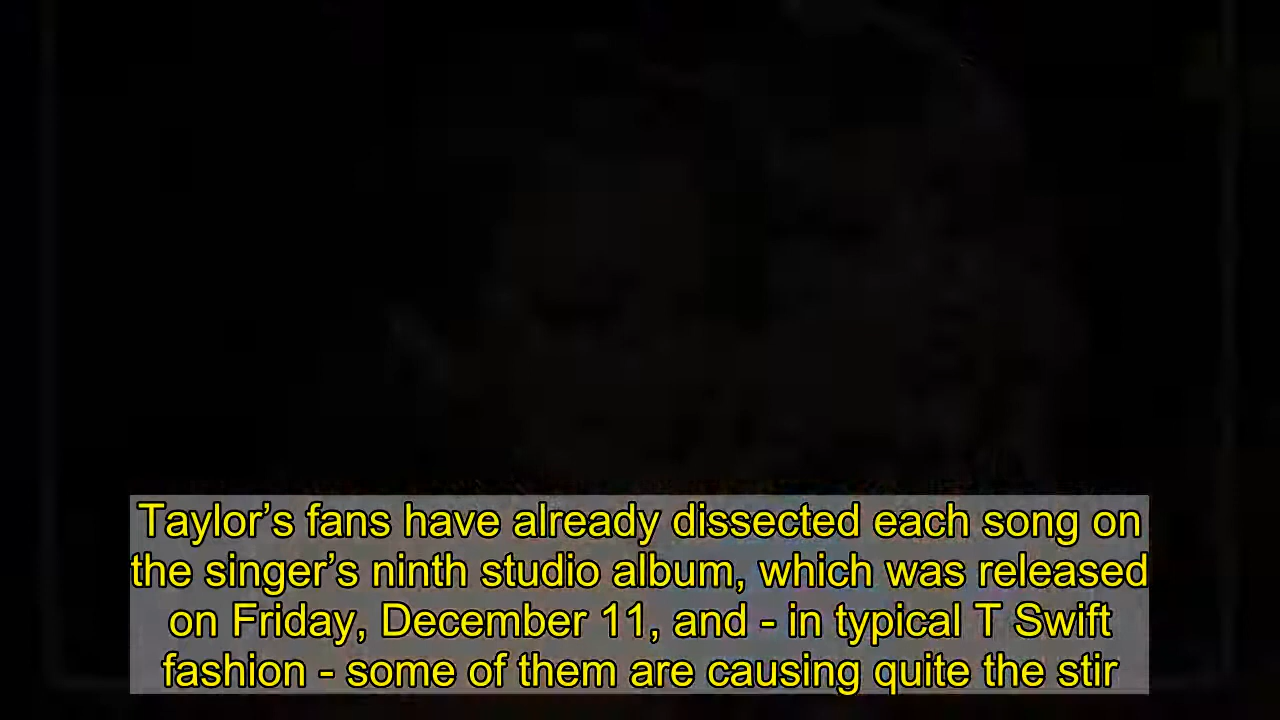 Taylor’s fans have already dissected each song on
the singer’s ninth studio album, which was released
on Friday, December 11, and - in typical T Swift
fashion - some of them are causing quite the stir